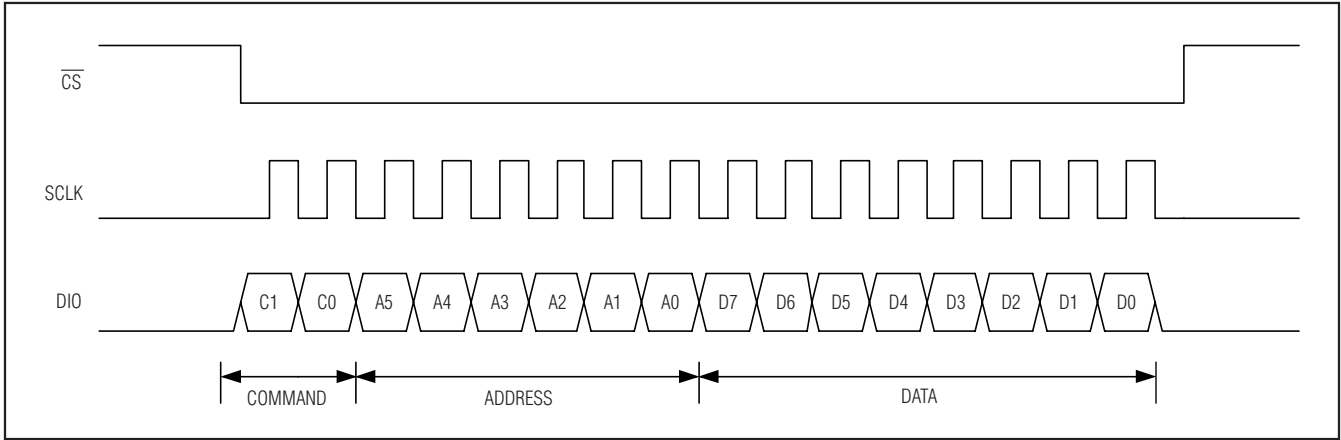 C̅S̅
SCLK
DIO
C1 C0 A5 A4 A3 A2 A1 A0 D7 D6 D5 D4 D3 D2 D1 D0
COMMAND ADDRESS DATA